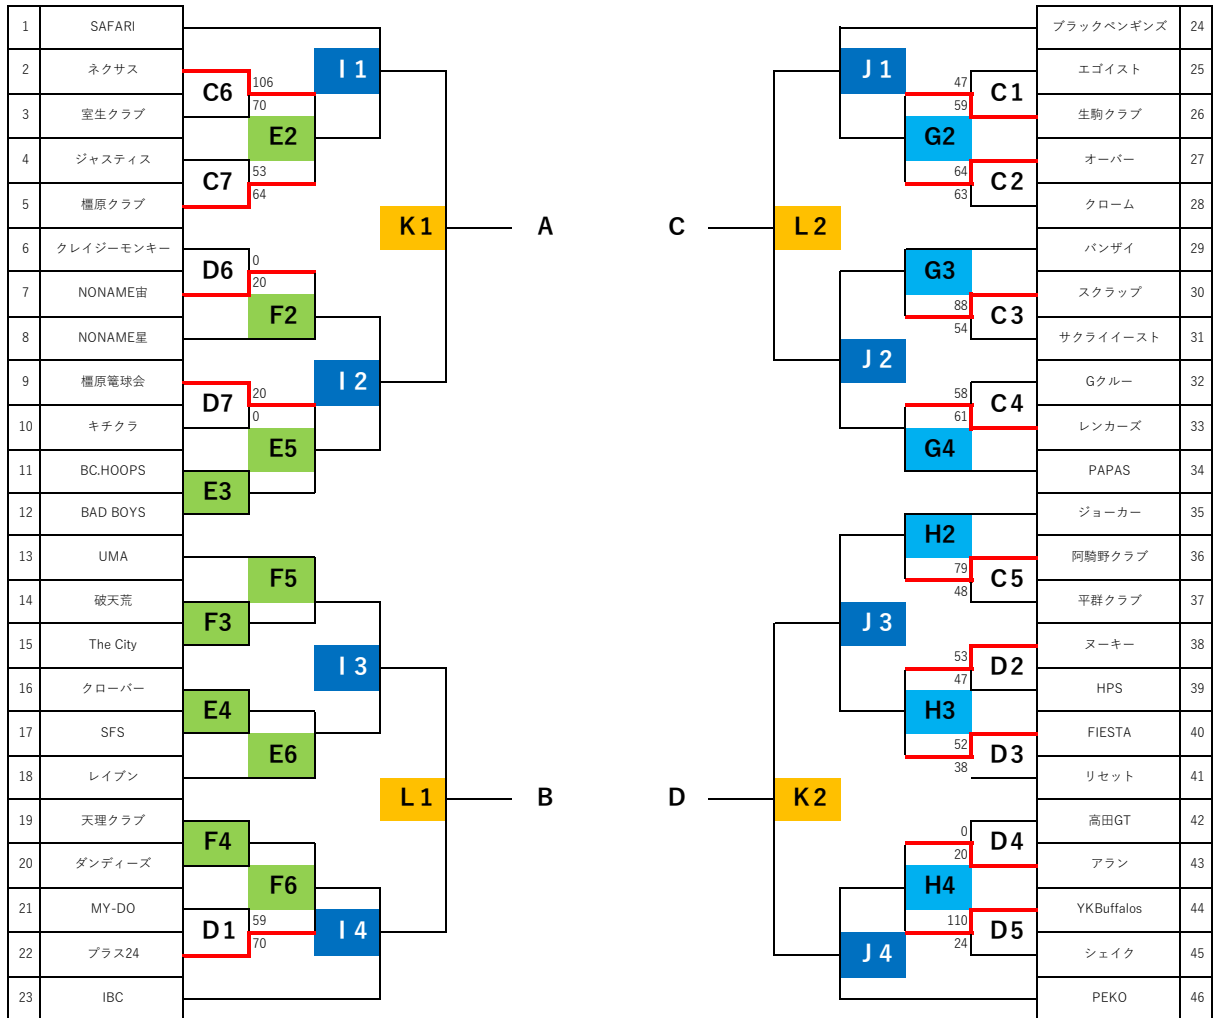 1 SAFARI
2 ネクサス
3 室生クラブ
4 ジャスティス
5 橿原クラブ
6 クレイジーモンキー
7 NONAME宙
8 NONAME星
9 橿原篭球会
10 キチクラ
11 BC.HOOPS
12 BAD BOYS
13 UMA
14 破天荒
15 The City
16 クローバー
17 SFS
18 レイブン
19 天理クラブ
20 ダンディーズ
21 MY-DO
22 プラス24
23 IBC
C6 106 70
C7 53 64
D6 0 20
D7 20 0
E3
F3
E4
F4
D1 59 70
E2
F2
E5
F5
E6
F6
I 1
I 2
I 3
I 4
K1
L1
A
B
C
D
L2
K2
J 1
J 2
J 3
J 4
G2
G3
G4
H2
H3
H4
47 59 C1
64 63 C2
88 54 C3
58 61 C4
79 48 C5
53 47 D2
52 38 D3
0 20 D4
110 24 D5
ブラックペンギンズ 24
エゴイスト 25
生駒クラブ 26
オーバー 27
クローム 28
バンザイ 29
スクラップ 30
サクライイースト 31
Gクルー 32
レンカーズ 33
PAPAS 34
ジョーカー 35
阿騎野クラブ 36
平群クラブ 37
ヌーキー 38
HPS 39
FIESTA 40
リセット 41
高田GT 42
アラン 43
YKBuffalos 44
シェイク 45
PEKO 46